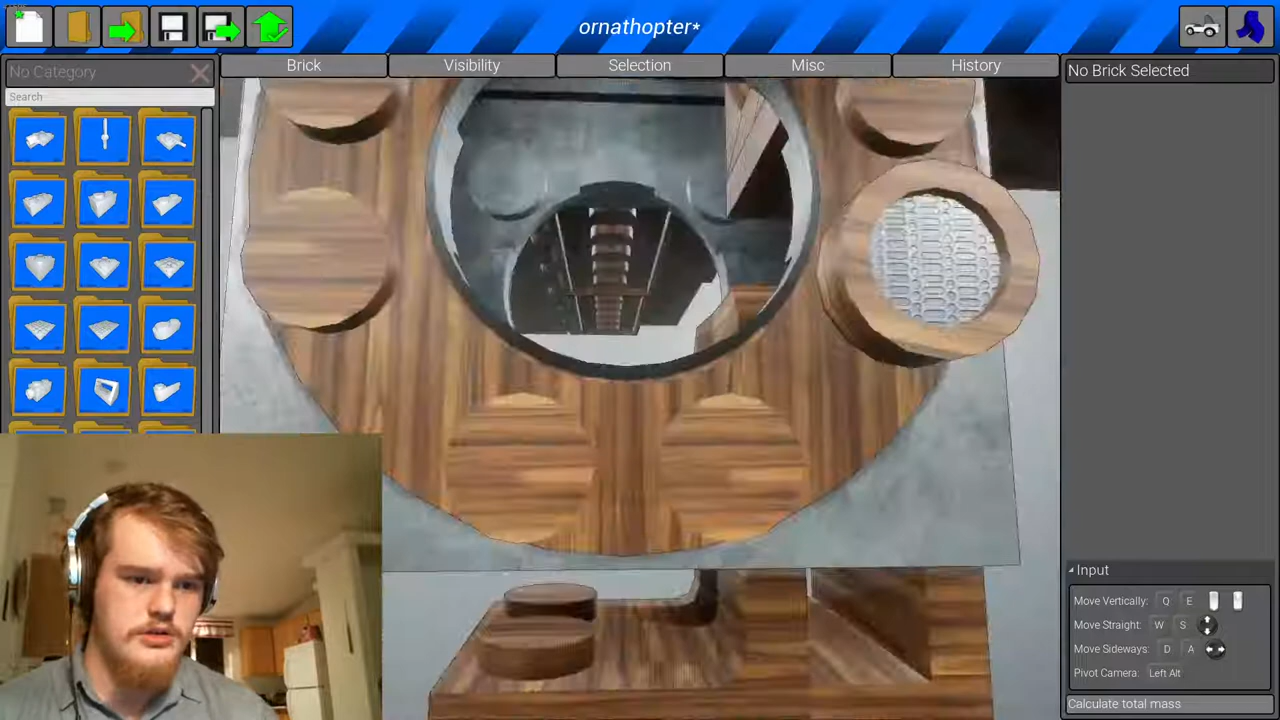 ornathopter*
No Category
Brick
Visibility
Selection
Misc
History
No Brick Selected
Search
Input
Move Vertically: Q E
Move Straight: W S
Move Sideways: D A
Pivot Camera: Left Alt
Calculate total mass